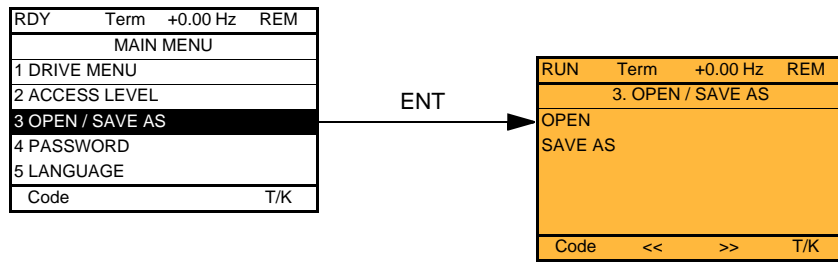 RDY Term +0.00 Hz REM
MAIN MENU
1 DRIVE MENU
2 ACCESS LEVEL
3 OPEN / SAVE AS
4 PASSWORD
5 LANGUAGE
Code T/K
ENT
RUN Term +0.00 Hz REM
3. OPEN / SAVE AS
OPEN
SAVE AS
Code << >> T/K